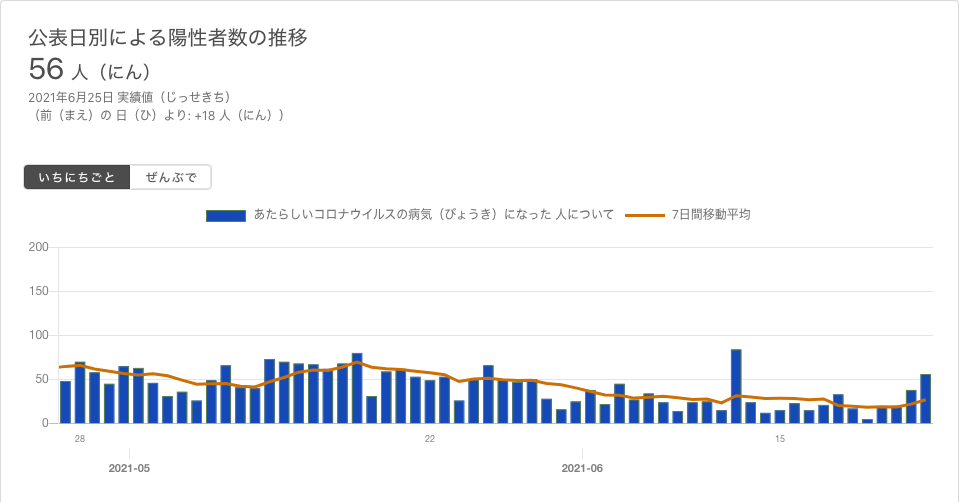 公表日別による陽性者数の推移
56 人（にん）
2021年6月25日 実績値（じっせきち）
（前（まえ）の 日（ひ）より: +18 人（にん））
いちにちごと ぜんぶで
あたらしいコロナウイルスの病気（びょうき）になった 人について 7日間移動平均
200
150
100
50
0
28 22 15
2021-05 2021-06